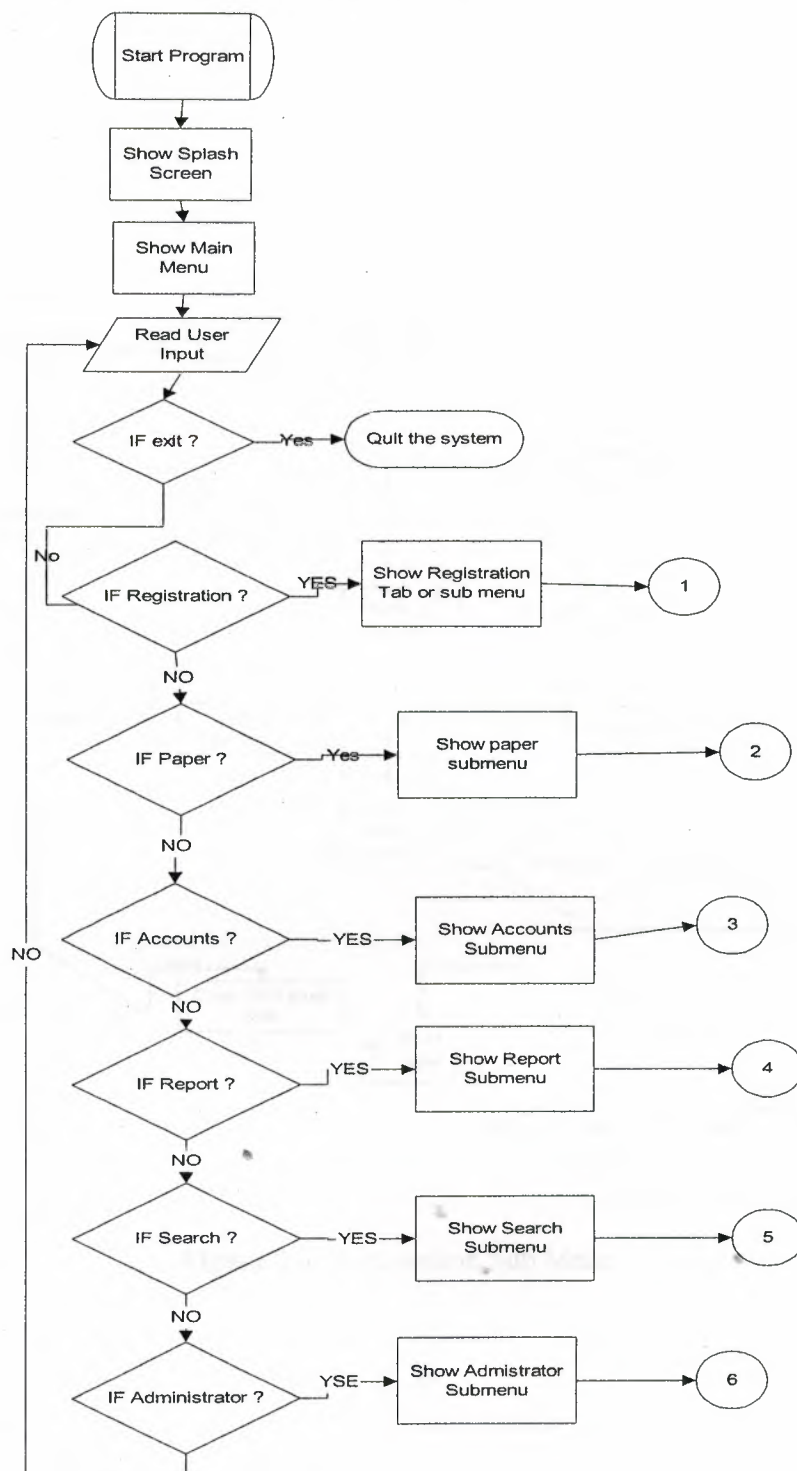 Start Program
Show Splash
Screen
Show Main
Menu
Read User
Input
IF exit ?
Yes
Quit the system
No
IF Registration ?
YES
Show Registration
Tab or sub menu
1
NO
IF Paper ?
Yes
Show paper
submenu
2
NO
IF Accounts ?
YES
Show Accounts
Submenu
3
NO
NO
IF Report ?
YES
Show Report
Submenu
4
NO
IF Search ?
YES
Show Search
Submenu
5
NO
IF Administrator ?
YSE
Show Admistrator
Submenu
6